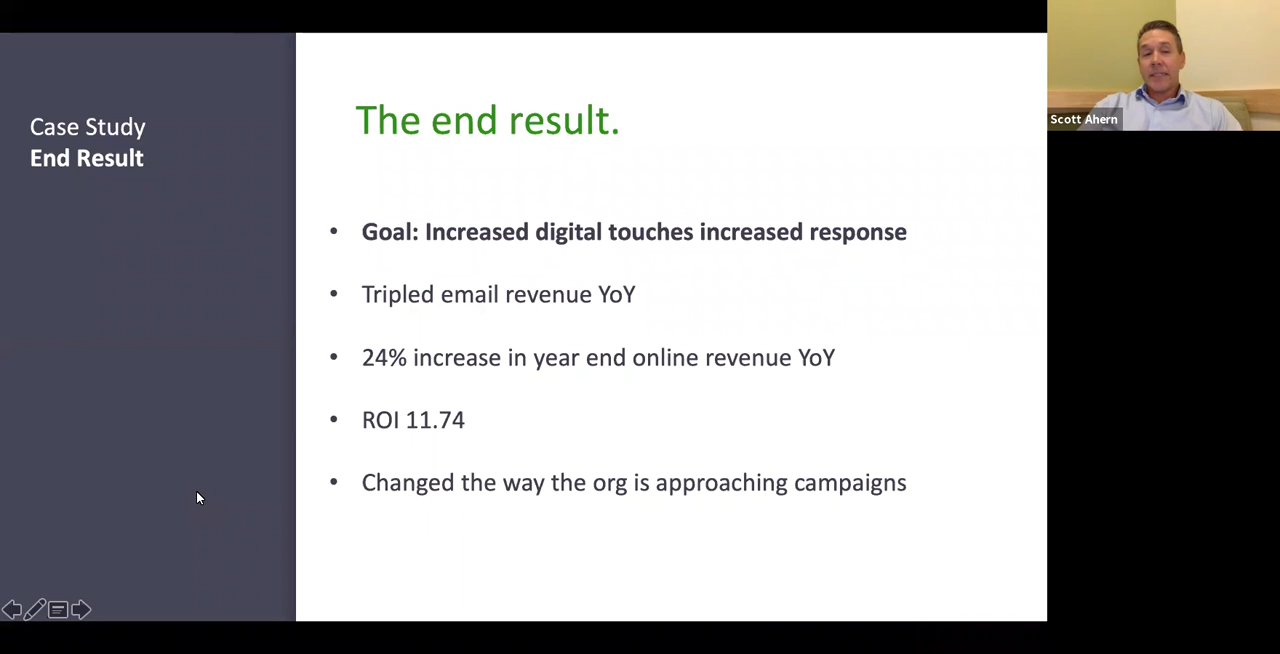 Case Study
End Result
The end result.
• Goal: Increased digital touches increased response
• Tripled email revenue YoY
• 24% increase in year end online revenue YoY
• ROI 11.74
• Changed the way the org is approaching campaigns
Scott Ahern